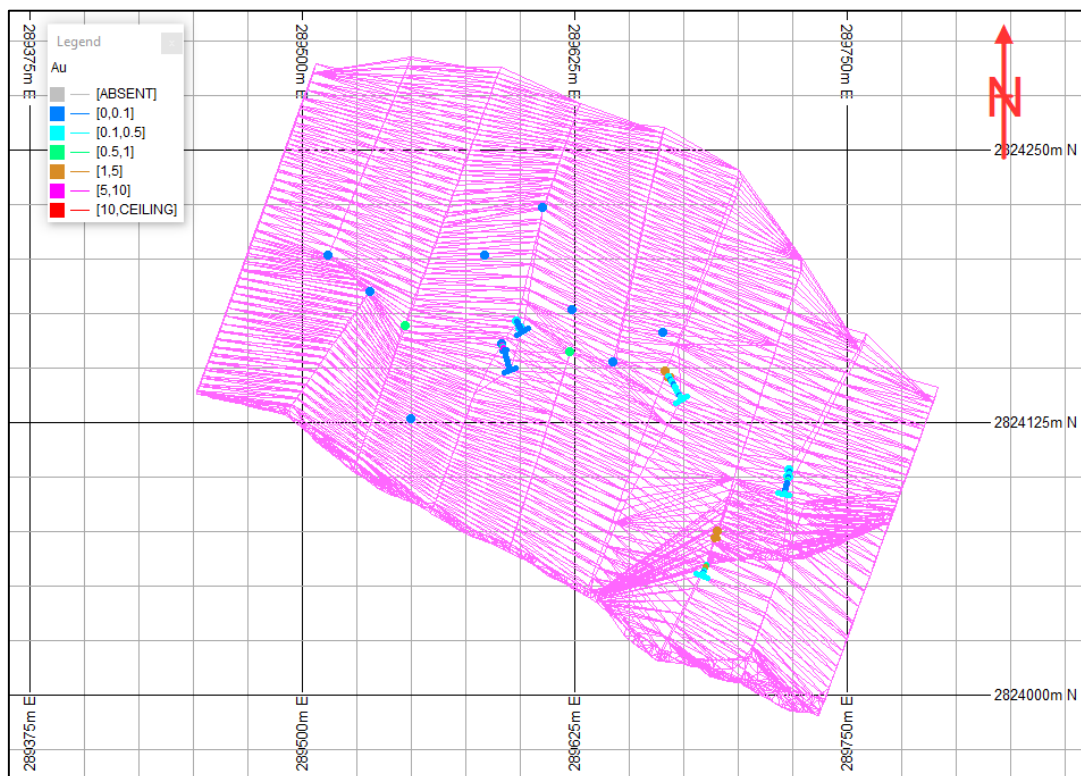 289375m E
289500m E
289625m E
289750m E
Legend
x
Au
[ABSENT]
[0,0.1]
[0.1,0.5]
[0.5,1]
[1,5]
[5,10]
[10,CEILING]
N
2824250m N
2824125m N
2824000m N
289375m E
289500m E
289625m E
289750m E